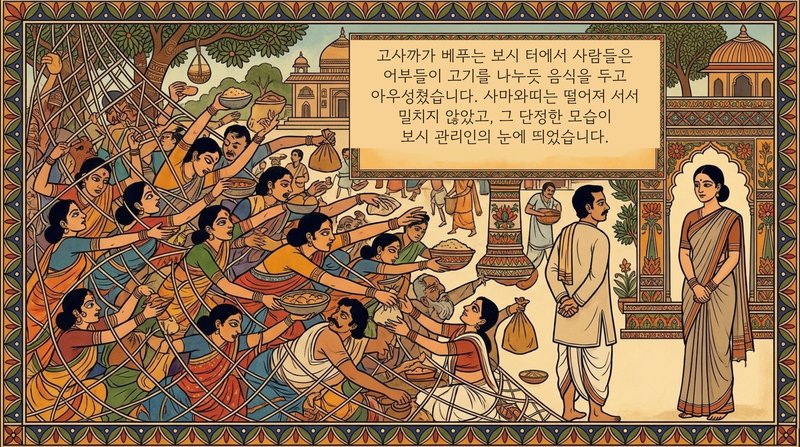 고사까가 베푸는 보시 터에서 사람들은
어부들이 고기를 나누듯 음식을 두고
아우성쳤습니다. 사마와띠는 떨어져 서서
밀치지 않았고, 그 단정한 모습이
보시 관리인의 눈에 띄었습니다.